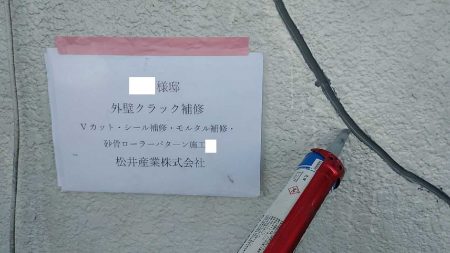 様邸
外壁クラック補修
Vカット・シール補修・モルタル補修・
砂骨ローラーパターン施工
松井産業株式会社